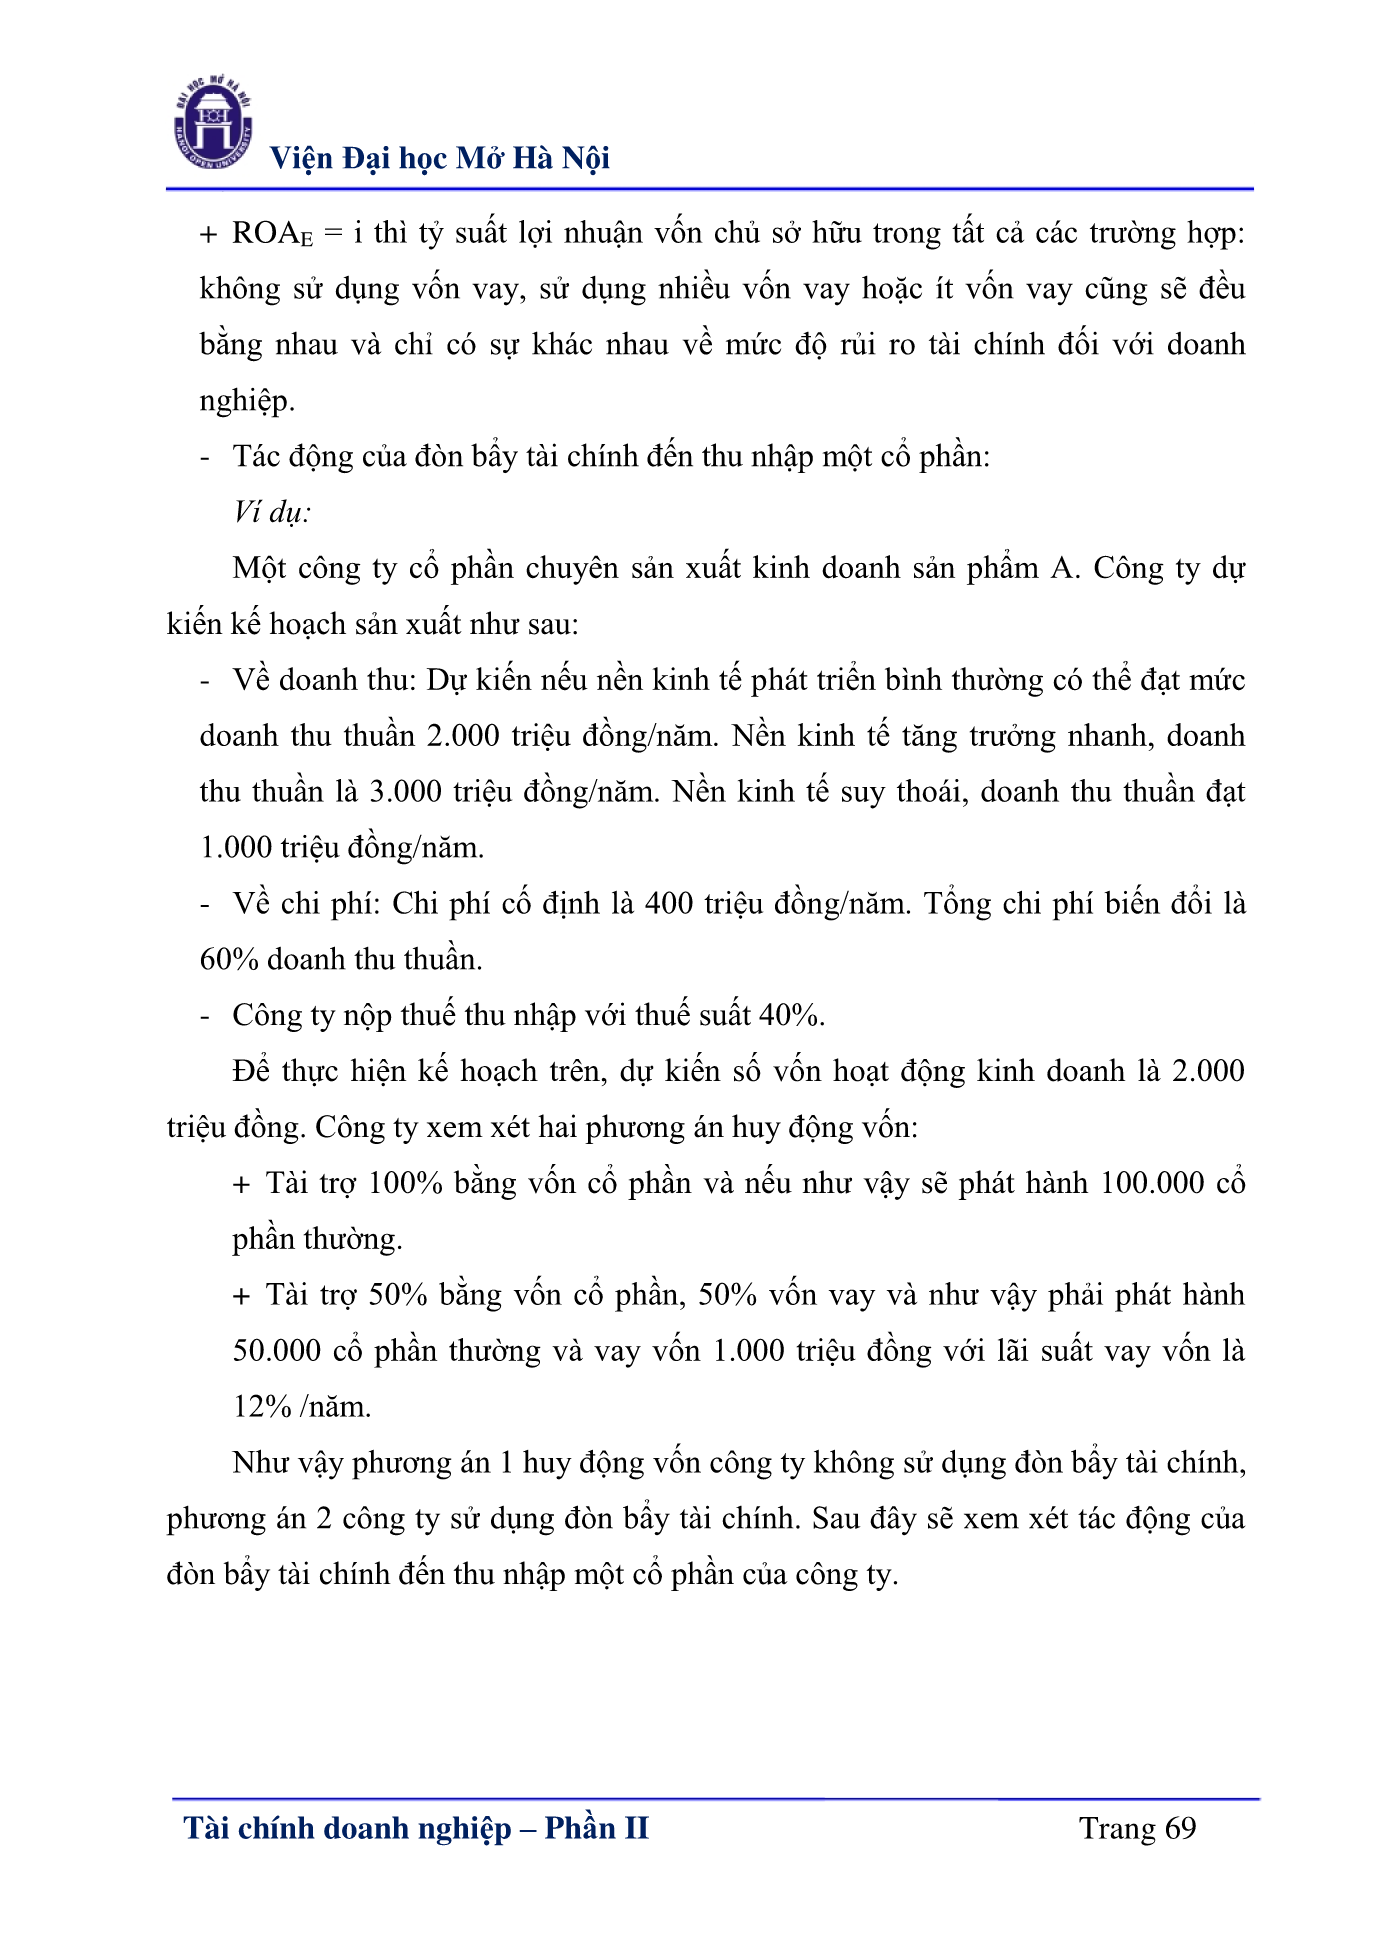 ĐẠI HỌC MỞ HÀ NỘI
HANOI OPEN UNIVERSITY
Viện Đại học Mở Hà Nội
+ ROAE = i thì tỷ suất lợi nhuận vốn chủ sở hữu trong tất cả các trường hợp:
không sử dụng vốn vay, sử dụng nhiều vốn vay hoặc ít vốn vay cũng sẽ đều
bằng nhau và chỉ có sự khác nhau về mức độ rủi ro tài chính đối với doanh
nghiệp.
- Tác động của đòn bẩy tài chính đến thu nhập một cổ phần:
Ví dụ:
Một công ty cổ phần chuyên sản xuất kinh doanh sản phẩm A. Công ty dự
kiến kế hoạch sản xuất như sau:
- Về doanh thu: Dự kiến nếu nền kinh tế phát triển bình thường có thể đạt mức
doanh thu thuần 2.000 triệu đồng/năm. Nền kinh tế tăng trưởng nhanh, doanh
thu thuần là 3.000 triệu đồng/năm. Nền kinh tế suy thoái, doanh thu thuần đạt
1.000 triệu đồng/năm.
- Về chi phí: Chi phí cố định là 400 triệu đồng/năm. Tổng chi phí biến đổi là
60% doanh thu thuần.
- Công ty nộp thuế thu nhập với thuế suất 40%.
Để thực hiện kế hoạch trên, dự kiến số vốn hoạt động kinh doanh là 2.000
triệu đồng. Công ty xem xét hai phương án huy động vốn:
+ Tài trợ 100% bằng vốn cổ phần và nếu như vậy sẽ phát hành 100.000 cổ
phần thường.
+ Tài trợ 50% bằng vốn cổ phần, 50% vốn vay và như vậy phải phát hành
50.000 cổ phần thường và vay vốn 1.000 triệu đồng với lãi suất vay vốn là
12% /năm.
Như vậy phương án 1 huy động vốn công ty không sử dụng đòn bẩy tài chính,
phương án 2 công ty sử dụng đòn bẩy tài chính. Sau đây sẽ xem xét tác động của
đòn bẩy tài chính đến thu nhập một cổ phần của công ty.
Tài chính doanh nghiệp – Phần II
Trang 69